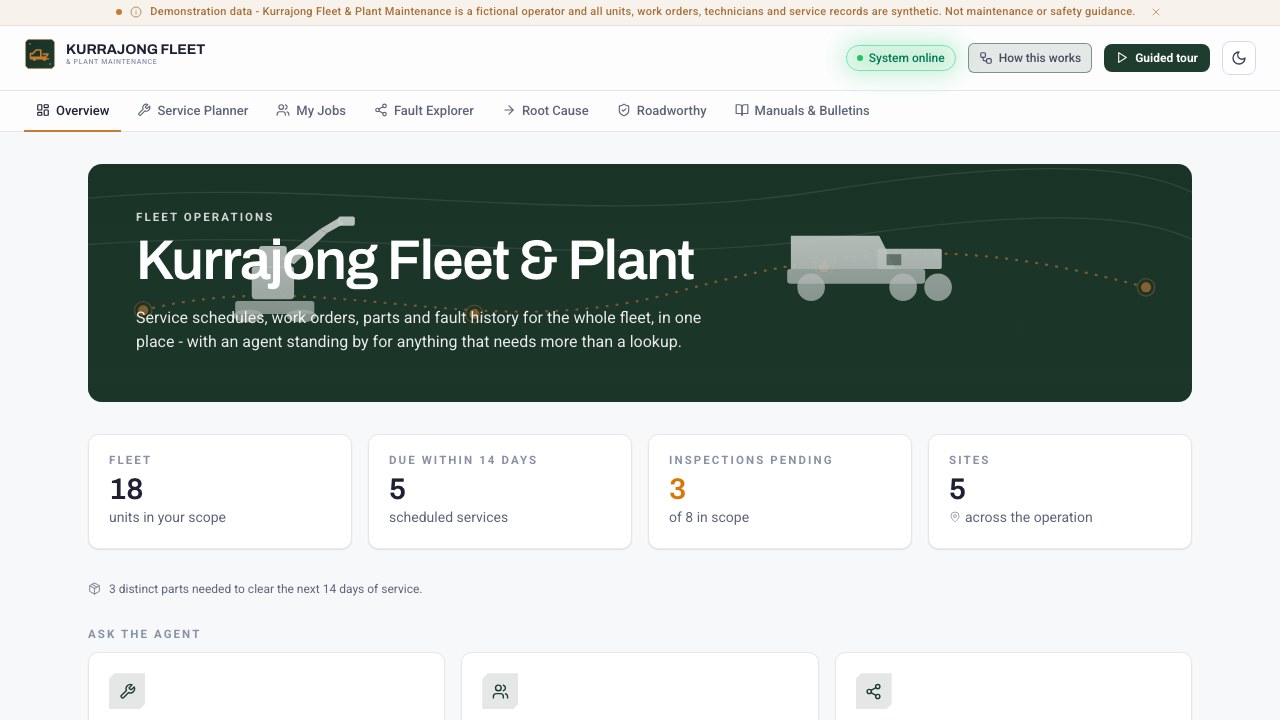 Demonstration data - Kurrajong Fleet & Plant Maintenance is a fictional operator and all units, work orders, technicians and service records are synthetic. Not maintenance or safety guidance.
KURRAJONG FLEET
& PLANT MAINTENANCE
System online
How this works
Guided tour
Overview
Service Planner
My Jobs
Fault Explorer
Root Cause
Roadworthy
Manuals & Bulletins
FLEET OPERATIONS
Kurrajong Fleet & Plant
Service schedules, work orders, parts and fault history for the whole fleet, in one
place - with an agent standing by for anything that needs more than a lookup.
FLEET
18
units in your scope
DUE WITHIN 14 DAYS
5
scheduled services
INSPECTIONS PENDING
3
of 8 in scope
SITES
5
across the operation
3 distinct parts needed to clear the next 14 days of service.
ASK THE AGENT